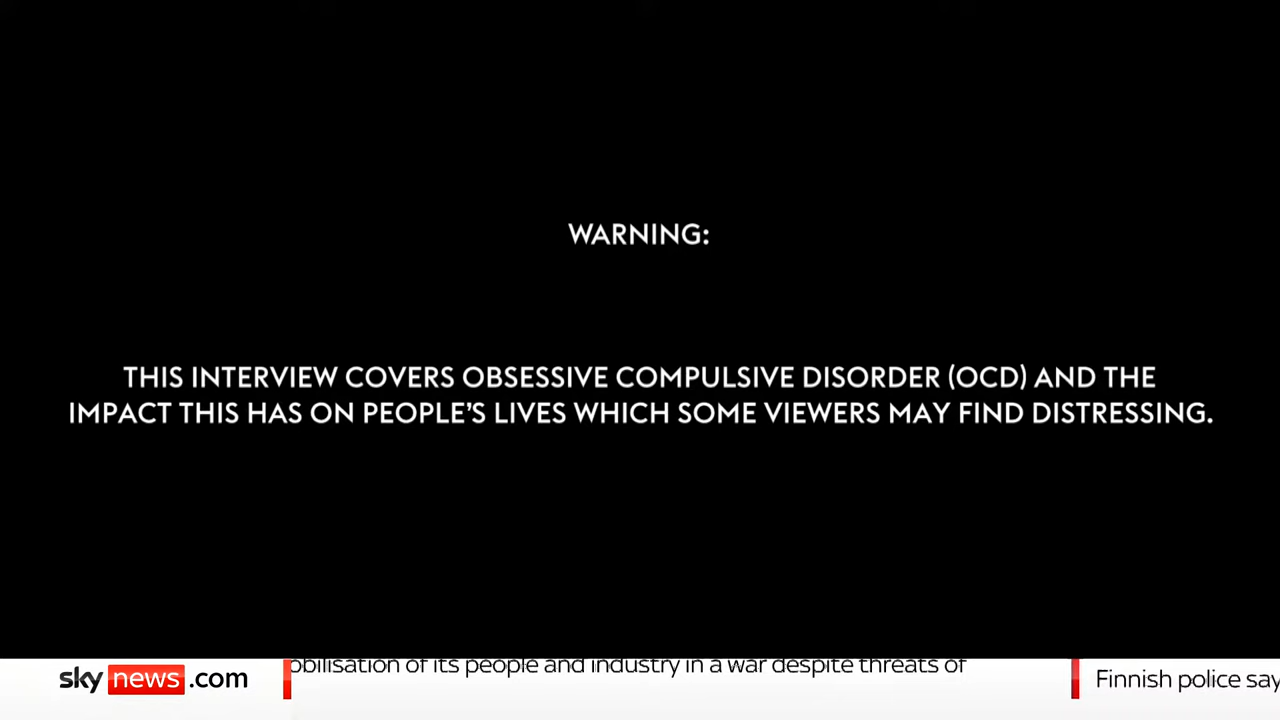 WARNING:
THIS INTERVIEW COVERS OBSESSIVE COMPULSIVE DISORDER (OCD) AND THE
IMPACT THIS HAS ON PEOPLE'S LIVES WHICH SOME VIEWERS MAY FIND DISTRESSING.
sky news.com
obilisation of its people and industry in a war despite threats of
Finnish police say